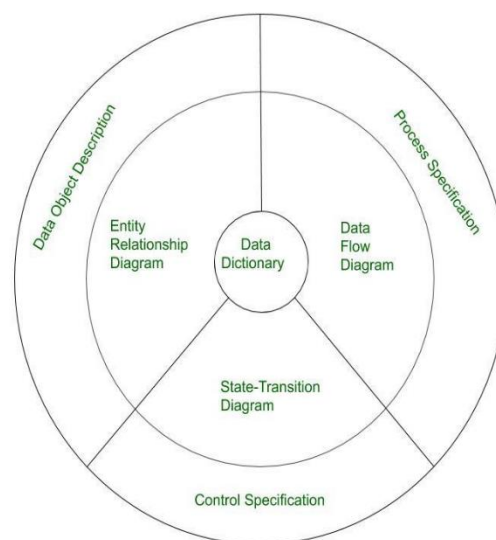 Data Object Description
Process Specification
Entity
Relationship
Diagram
Data
Dictionary
Data
Flow
Diagram
State-Transition
Diagram
Control Specification